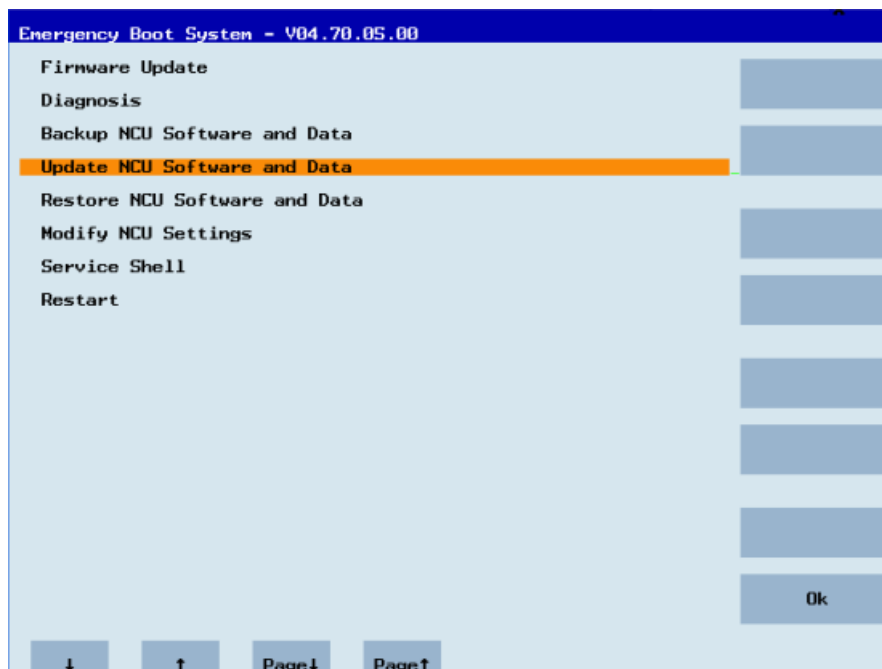 Emergency Boot System - V04.70.05.00
Firmware Update
Diagnosis
Backup NCU Software and Data
Update NCU Software and Data
Restore NCU Software and Data
Modify NCU Settings
Service Shell
Restart
Ok
↓ ↑ Page↓ Page↑